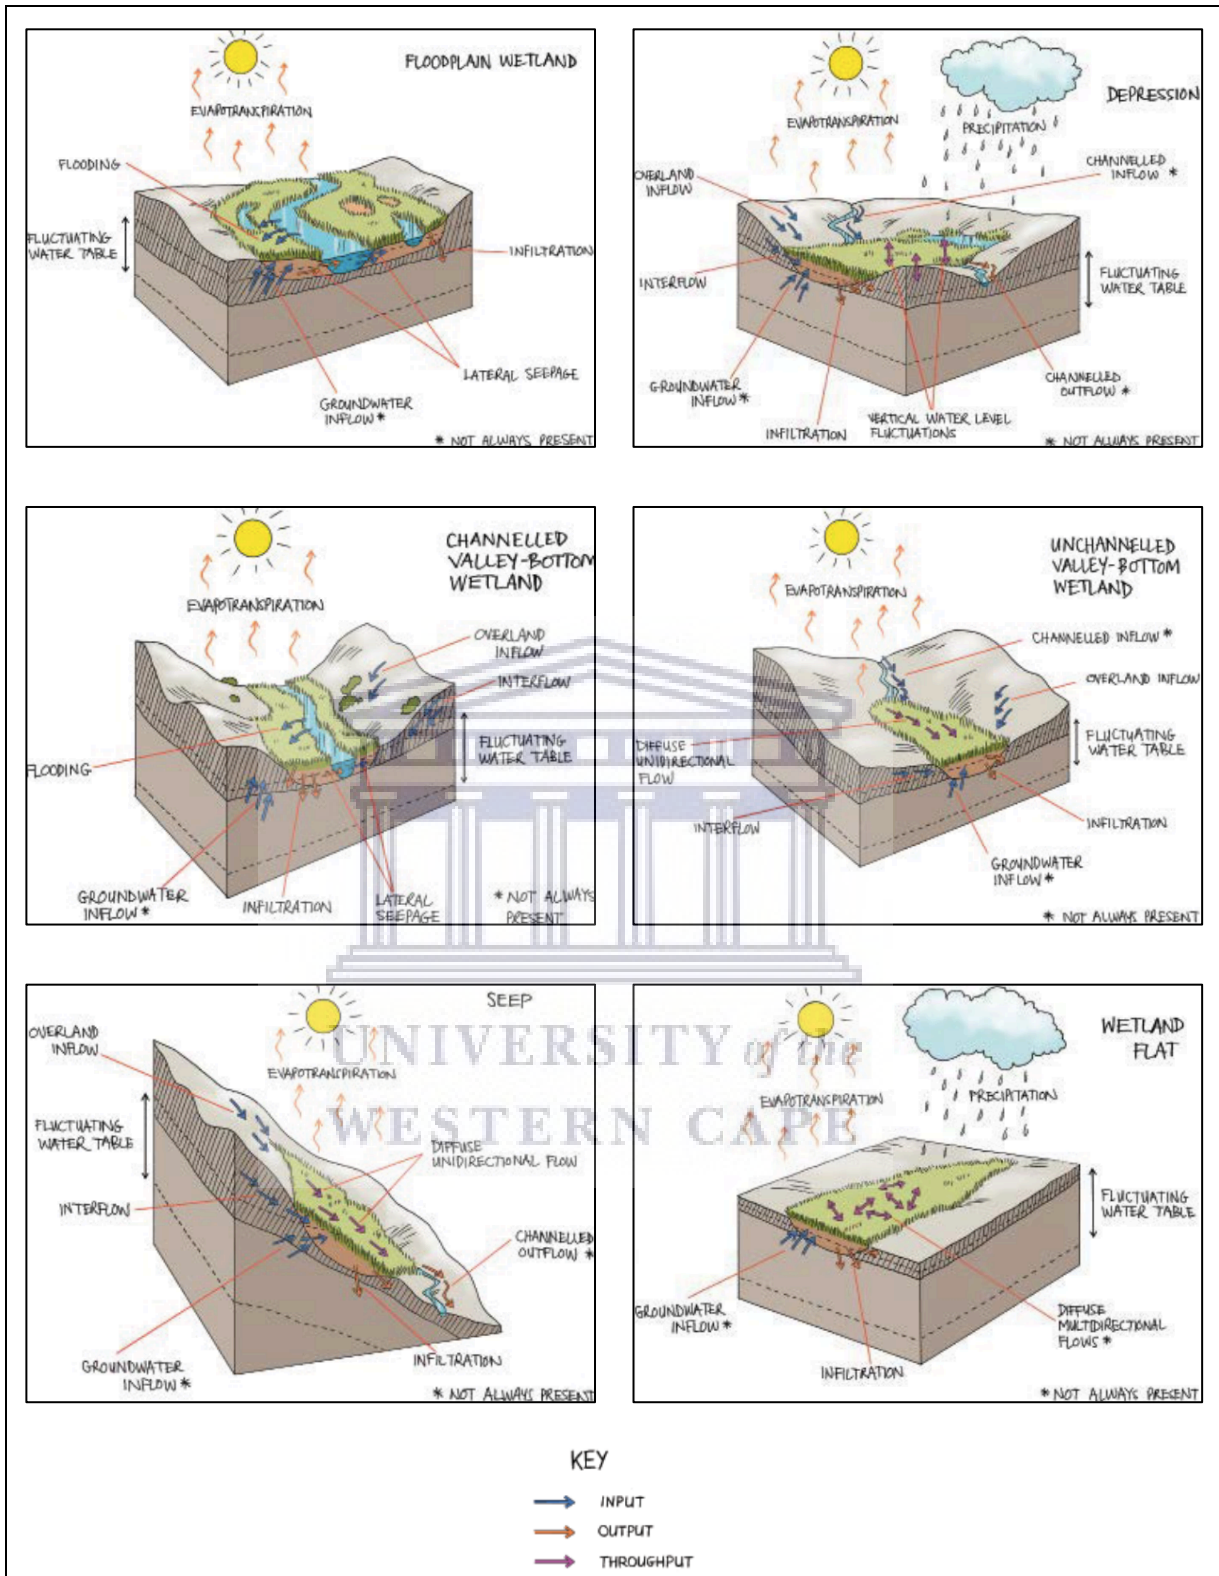 FLOODPLAIN WETLAND
EVAPOTRANSPIRATION
FLOODING
FLUCTUATING
WATER TABLE
INFILTRATION
LATERAL SEEPAGE
GROUNDWATER
INFLOW *
* NOT ALWAYS PRESENT
DEPRESSION
EVAPOTRANSPIRATION
PRECIPITATION
OVERLAND
INFLOW
CHANNELLED
INFLOW *
INTERFLOW
FLUCTUATING
WATER TABLE
GROUNDWATER
INFLOW *
INFILTRATION
VERTICAL WATER LEVEL
FLUCTUATIONS
CHANNELLED
OUTFLOW *
* NOT ALWAYS PRESENT
CHANNELLED
VALLEY-BOTTOM
WETLAND
EVAPOTRANSPIRATION
OVERLAND
INFLOW
INTERFLOW
FLUCTUATING
WATER TABLE
FLOODING
GROUNDWATER
INFLOW *
INFILTRATION
LATERAL
SEEPAGE
* NOT ALWAYS
PRESENT
UNCHANNELLED
VALLEY-BOTTOM
WETLAND
EVAPOTRANSPIRATION
CHANNELLED INFLOW *
OVERLAND INFLOW
FLUCTUATING
WATER TABLE
DIFFUSE
UNIDIRECTIONAL
FLOW
INTERFLOW
INFILTRATION
GROUNDWATER
INFLOW *
* NOT ALWAYS PRESENT
SEEP
OVERLAND
INFLOW
EVAPOTRANSPIRATION
FLUCTUATING
WATER TABLE
DIFFUSE
UNIDIRECTIONAL FLOW
INTERFLOW
CHANNELLED
OUTFLOW *
GROUNDWATER
INFLOW *
INFILTRATION
* NOT ALWAYS PRESENT
WETLAND
FLAT
EVAPOTRANSPIRATION
PRECIPITATION
FLUCTUATING
WATER TABLE
GROUNDWATER
INFLOW *
DIFFUSE
MULTIDIRECTIONAL
FLOWS *
INFILTRATION
* NOT ALWAYS PRESENT
UNIVERSITY of the
WESTERN CAPE
KEY
INPUT
OUTPUT
THROUGHPUT